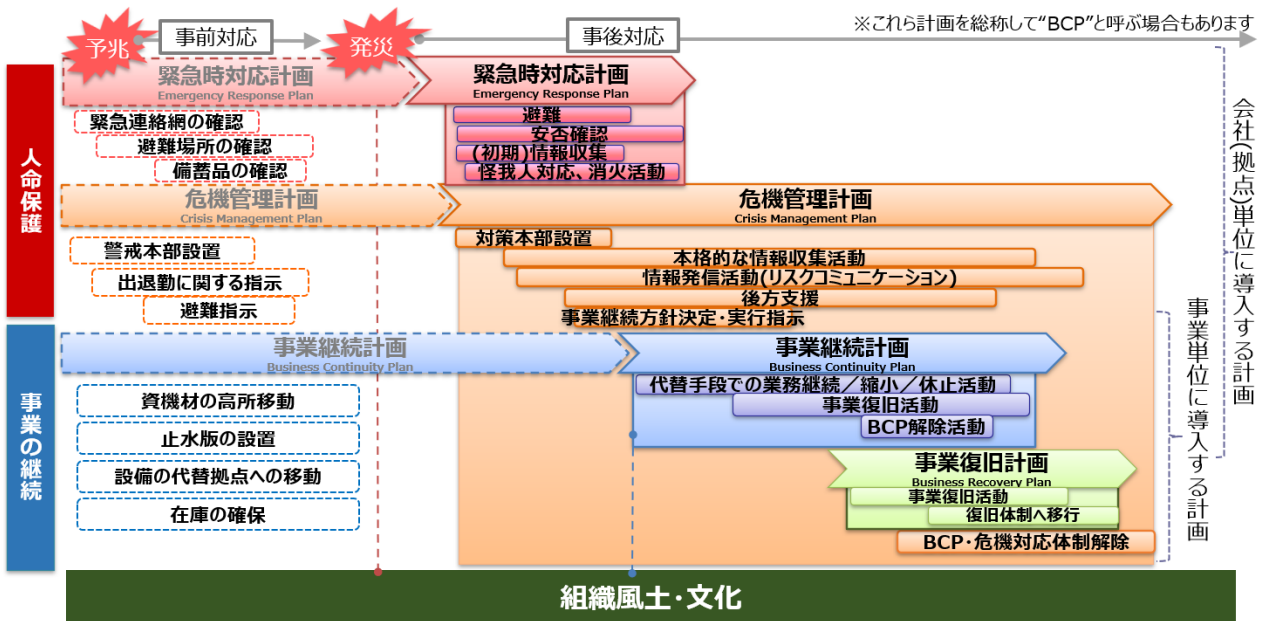 ※これら計画を総称して“BCP”と呼ぶ場合もあります
予兆
事前対応
発災
事後対応
人命保護
緊急時対応計画
Emergency Response Plan
緊急時対応計画
Emergency Response Plan
緊急連絡網の確認
避難場所の確認
備蓄品の確認
避難
安否確認
(初期)情報収集
怪我人対応、消火活動
危機管理計画
Crisis Management Plan
危機管理計画
Crisis Management Plan
警戒本部設置
出退勤に関する指示
避難指示
対策本部設置
本格的な情報収集活動
情報発信活動(リスクコミュニケーション)
後方支援
事業継続方針決定・実行指示
事業の継続
事業継続計画
Business Continuity Plan
事業継続計画
Business Continuity Plan
資機材の高所移動
止水版の設置
設備の代替拠点への移動
在庫の確保
代替手段での業務継続／縮小／休止活動
事業復旧活動
BCP解除活動
事業復旧計画
Business Recovery Plan
事業復旧活動
復旧体制へ移行
BCP・危機対応体制解除
事業単位に導入する計画
会社(拠点)単位に導入する計画
組織風土・文化